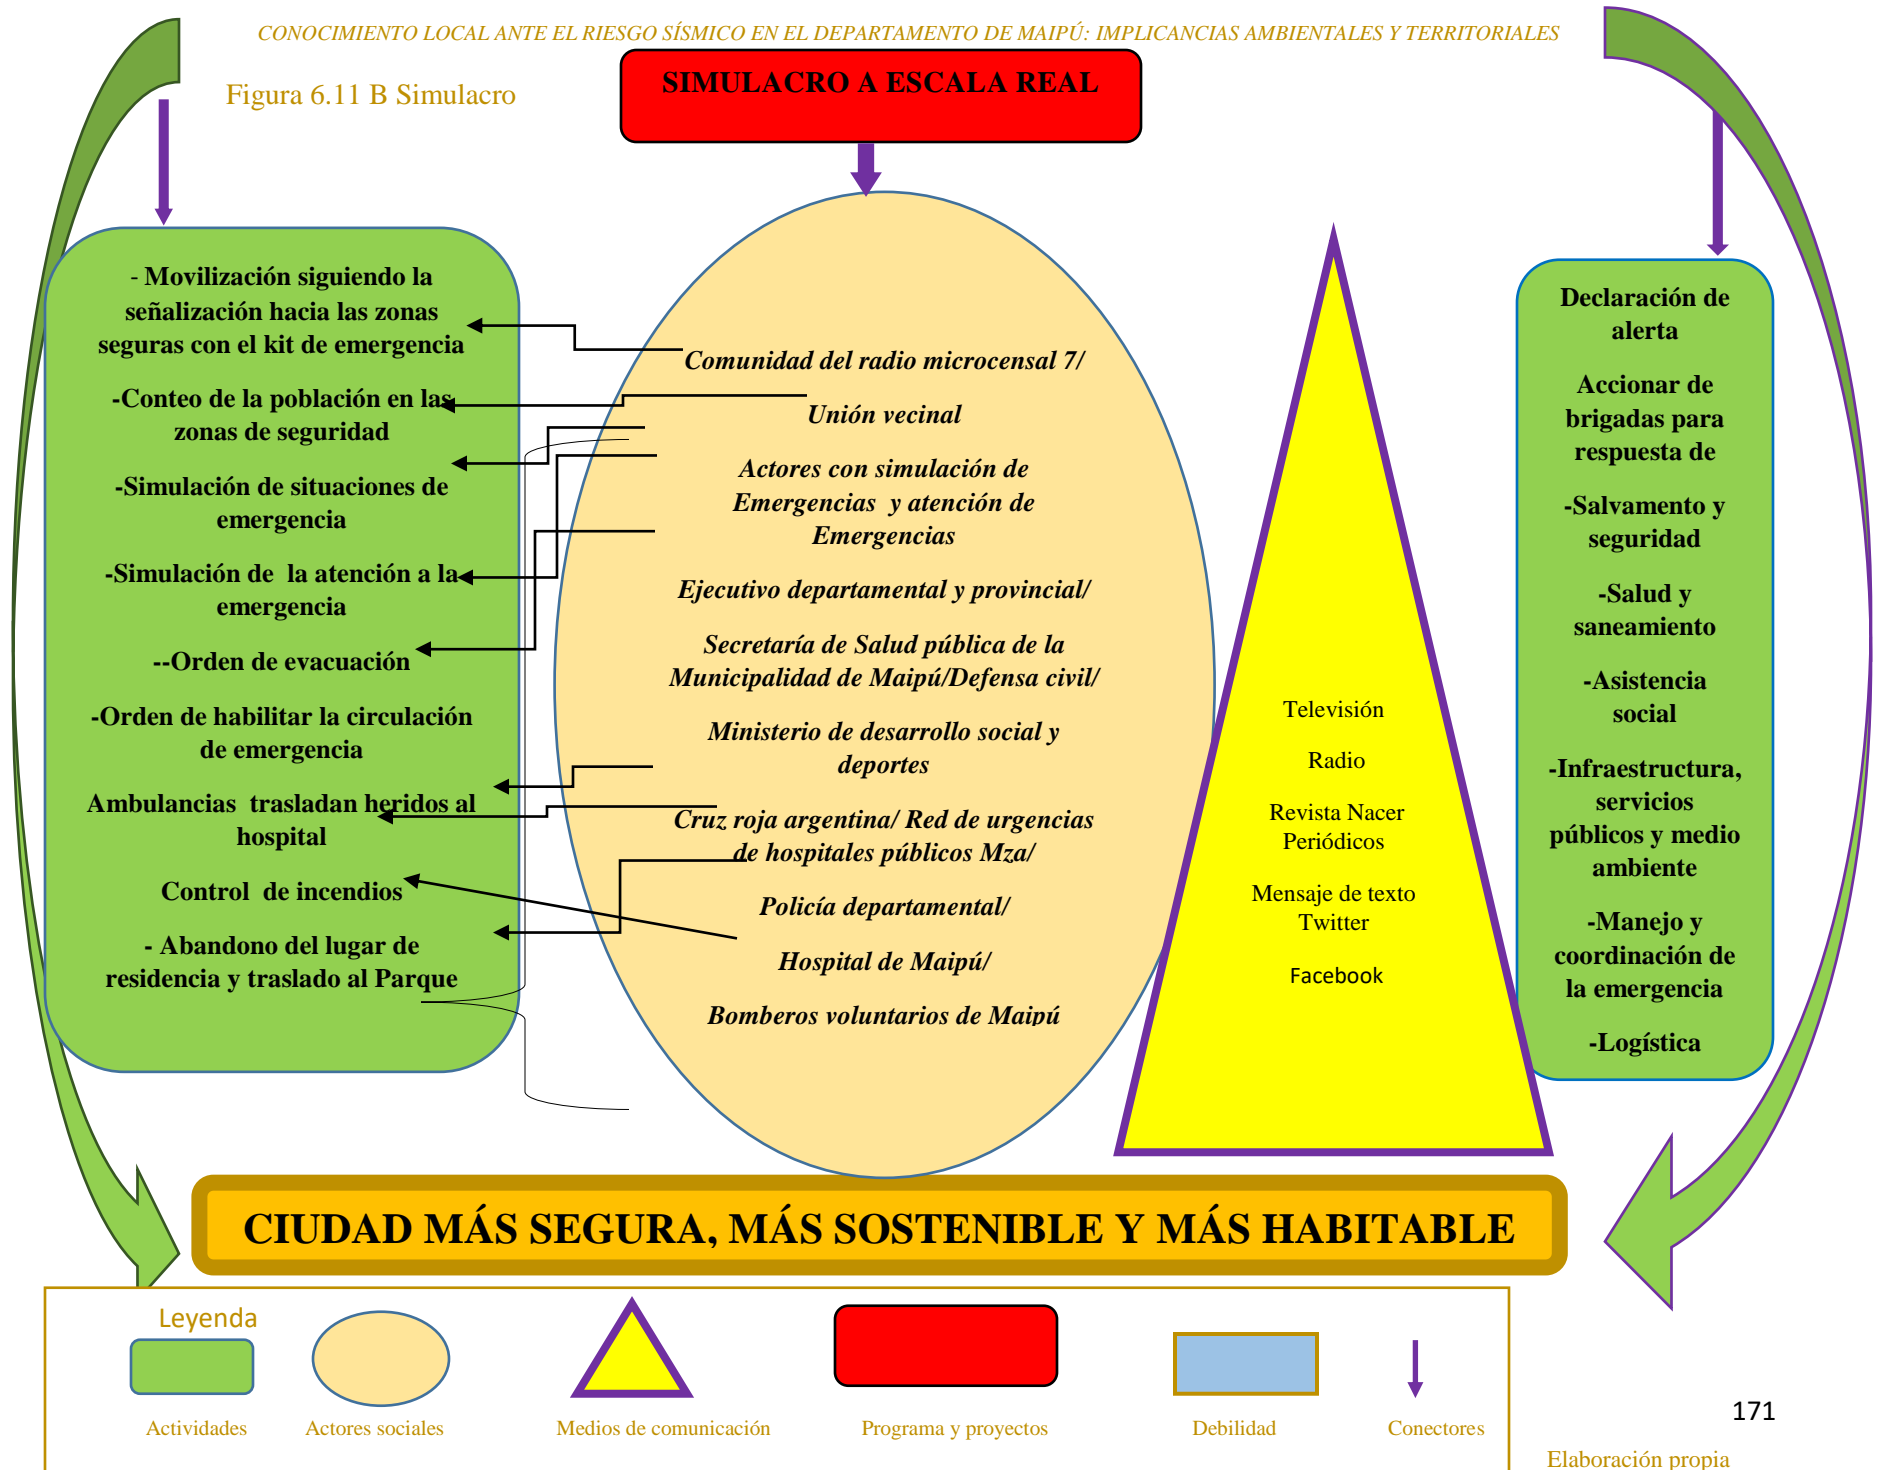 CONOCIMIENTO LOCAL ANTE EL RIESGO SÍSMICO EN EL DEPARTAMENTO DE MAIPÚ: IMPLICANCIAS AMBIENTALES Y TERRITORIALES
Figura 6.11 B Simulacro
SIMULACRO A ESCALA REAL
- Movilización siguiendo la
señalización hacia las zonas
seguras con el kit de emergencia
-Conteo de la población en las
zonas de seguridad
-Simulación de situaciones de
emergencia
-Simulación de  la atención a la
emergencia
--Orden de evacuación
-Orden de habilitar la circulación
de emergencia
Ambulancias  trasladan heridos al
hospital
Control  de incendios
- Abandono del lugar de
residencia y traslado al Parque
Comunidad del radio microcensal 7/
Unión vecinal
Actores con simulación de
Emergencias  y atención de
Emergencias
Ejecutivo departamental y provincial/
Secretaría de Salud pública de la
Municipalidad de Maipú/Defensa civil/
Ministerio de desarrollo social y
deportes
Cruz roja argentina/ Red de urgencias
de hospitales públicos Mza/
Policía departamental/
Hospital de Maipú/
Bomberos voluntarios de Maipú
Televisión
Radio
Revista Nacer
Periódicos
Mensaje de texto
Twitter
Facebook
Declaración de
alerta
Accionar de
brigadas para
respuesta de
-Salvamento y
seguridad
-Salud y
saneamiento
-Asistencia
social
-Infraestructura,
servicios
públicos y medio
ambiente
-Manejo y
coordinación de
la emergencia
-Logística
CIUDAD MÁS SEGURA, MÁS SOSTENIBLE Y MÁS HABITABLE
Leyenda
Actividades
Actores sociales
Medios de comunicación
Programa y proyectos
Debilidad
Conectores
171
Elaboración propia